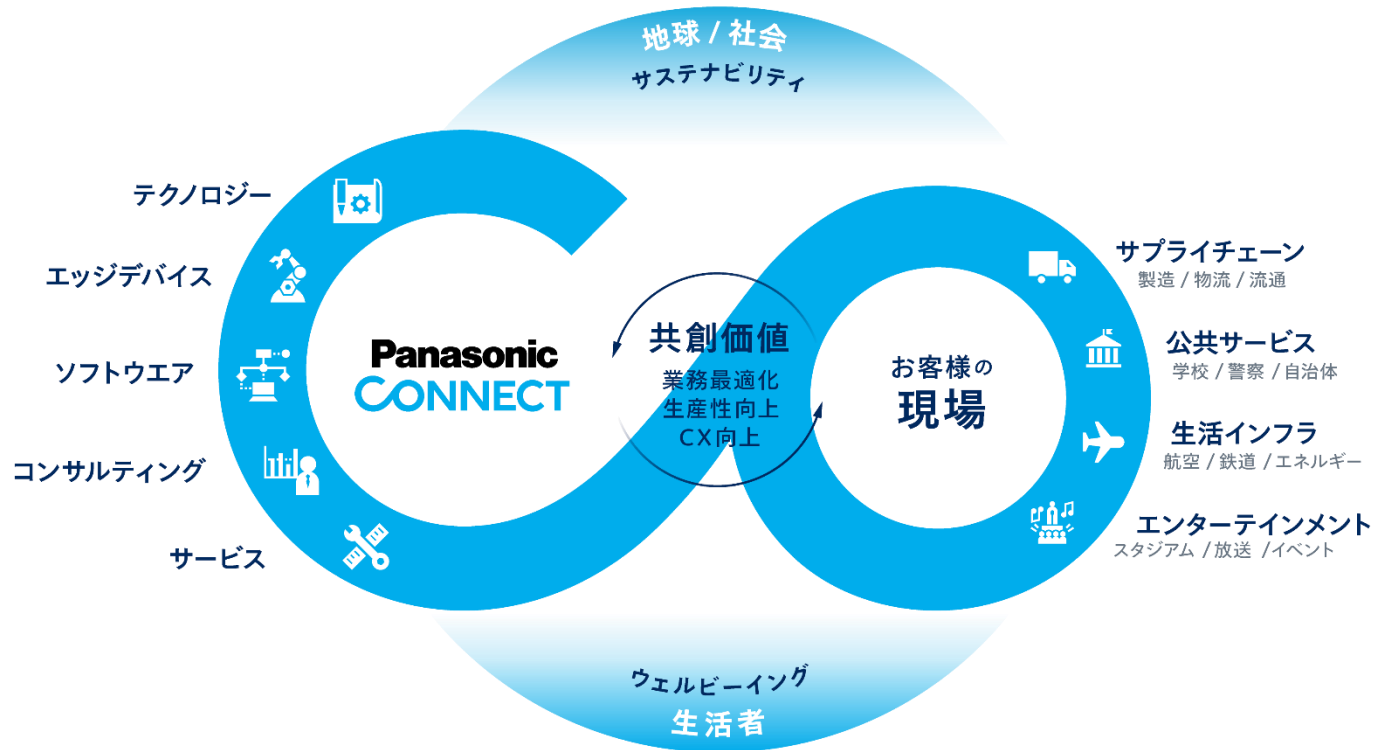 地球 / 社会
サステナビリティ
テクノロジー
エッジデバイス
ソフトウエア
コンサルティング
サービス
Panasonic
CONNECT
共創価値
業務最適化
生産性向上
CX向上
お客様の
現場
サプライチェーン
製造 / 物流 / 流通
公共サービス
学校 / 警察 / 自治体
生活インフラ
航空 / 鉄道 / エネルギー
エンターテインメント
スタジアム / 放送 / イベント
ウェルビーイング
生活者